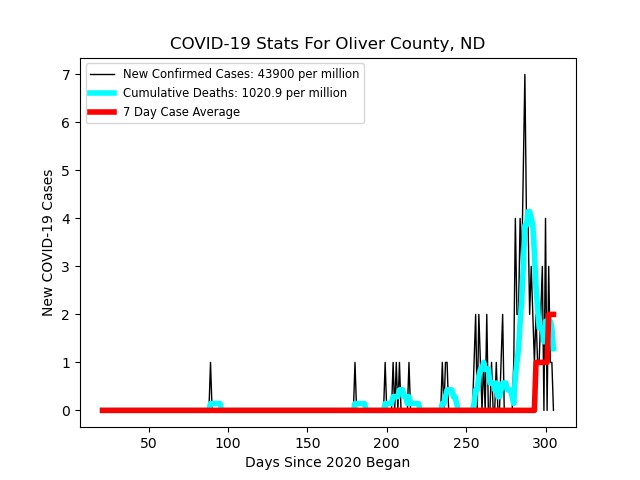 COVID-19 Stats For Oliver County, ND
New Confirmed Cases: 43900 per million
Cumulative Deaths: 1020.9 per million
7 Day Case Average
New COVID-19 Cases
7
6
5
4
3
2
1
0
50 100 150 200 250 300
Days Since 2020 Began